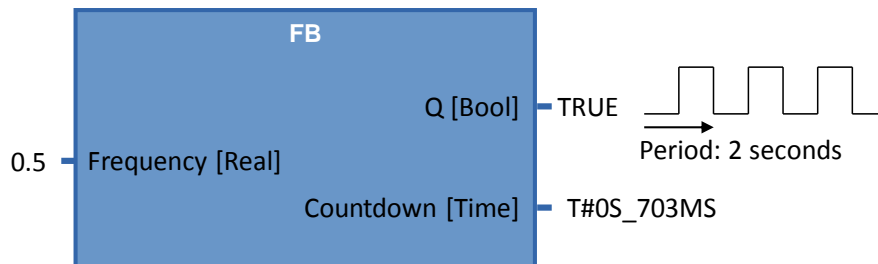 FB
Q [Bool] TRUE
Period: 2 seconds
0.5 Frequency [Real]
Countdown [Time] T#0S_703MS